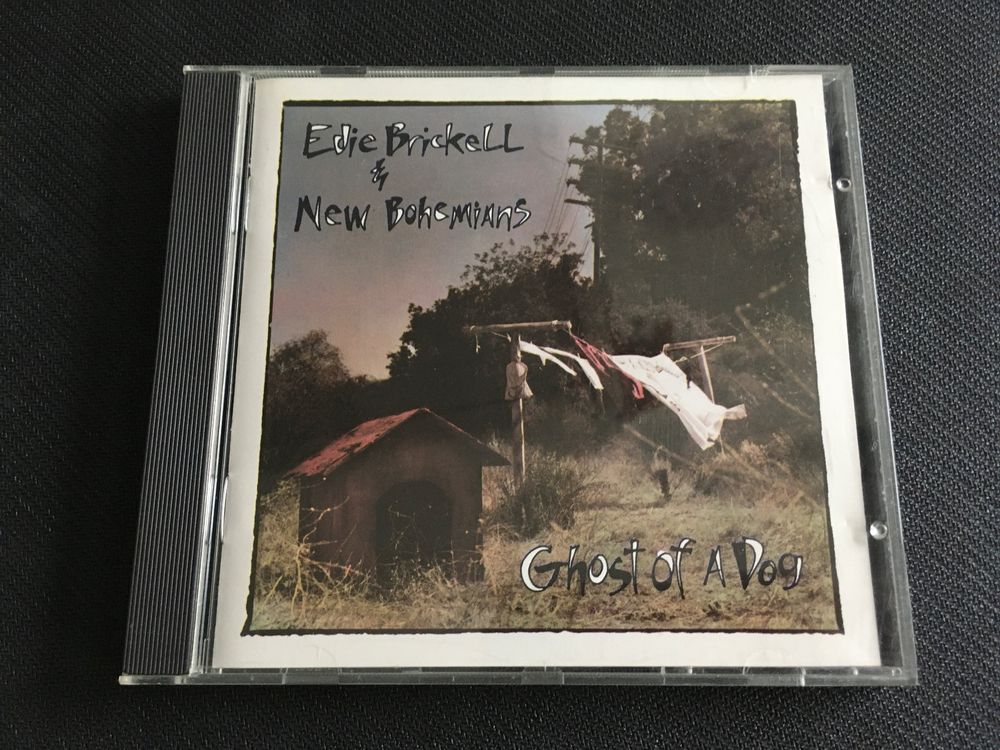 Edie Brickell
&
New Bohemians
Ghost of A Dog